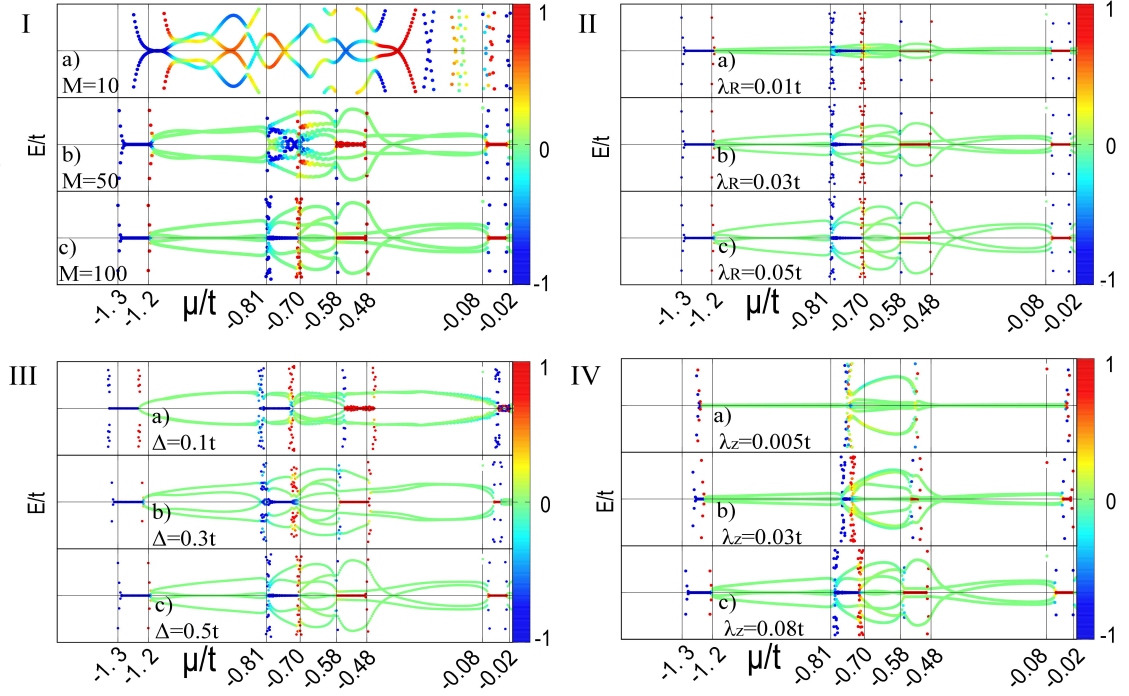 I
a)
M=10
b)
M=50
c)
M=100
E/t
1
0
-1
-1.3
-1.2
μ/t
-0.81
-0.70
-0.58
-0.48
-0.08
-0.02
II
a)
λR=0.01t
b)
λR=0.03t
c)
λR=0.05t
E/t
1
0
-1
-1.3
-1.2
μ/t
-0.81
-0.70
-0.58
-0.48
-0.08
-0.02
III
a)
Δ=0.1t
b)
Δ=0.3t
c)
Δ=0.5t
E/t
1
0
-1
-1.3
-1.2
μ/t
-0.81
-0.70
-0.58
-0.48
-0.08
-0.02
IV
a)
λz=0.005t
b)
λz=0.03t
c)
λz=0.08t
E/t
1
0
-1
-1.3
-1.2
μ/t
-0.81
-0.70
-0.58
-0.48
-0.08
-0.02